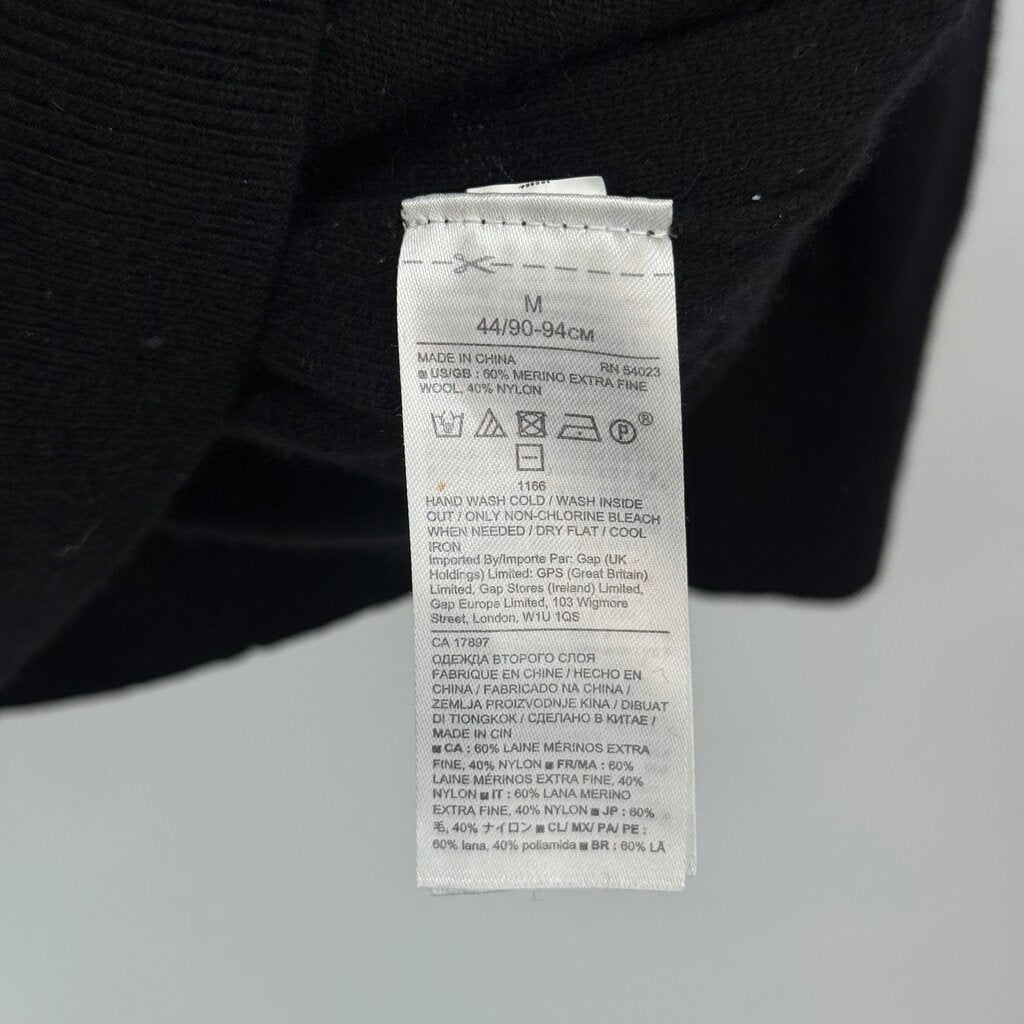 M
44/90-94CM
MADE IN CHINA
RN 54023
US/GB : 60% MERINO EXTRA FINE
WOOL, 40% NYLON
P ®
1166
HAND WASH COLD / WASH INSIDE
OUT / ONLY NON-CHLORINE BLEACH
WHEN NEEDED / DRY FLAT / COOL
IRON
Imported By/Importe Par: Gap (UK
Holdings) Limited: GPS (Great Britain)
Limited, Gap Stores (Ireland) Limited,
Gap Europe Limited, 103 Wigmore
Street, London, W1U 1QS
CA 17897
ОДЕЖДА ВТОРОГО СЛОЯ
FABRIQUE EN CHINE / HECHO EN
CHINA / FABRICADO NA CHINA /
ZEMLJA PROIZVODNJE KINA / DIBUAT
DI TIONGKOK / СДЕЛАНО В КИТАЕ /
MADE IN CIN
CA : 60% LAINE MÉRINOS EXTRA
FINE, 40% NYLON ■ FR/MA : 60%
LAINE MÉRINOS EXTRA FINE, 40%
NYLON ■ IT : 60% LANA MERINO
EXTRA FINE, 40% NYLON ■ JP : 60%
毛, 40% ナイロン ■ CL/ MX/ PA/ PE :
60% lana, 40% poliamida ■ BR : 60% LÃ